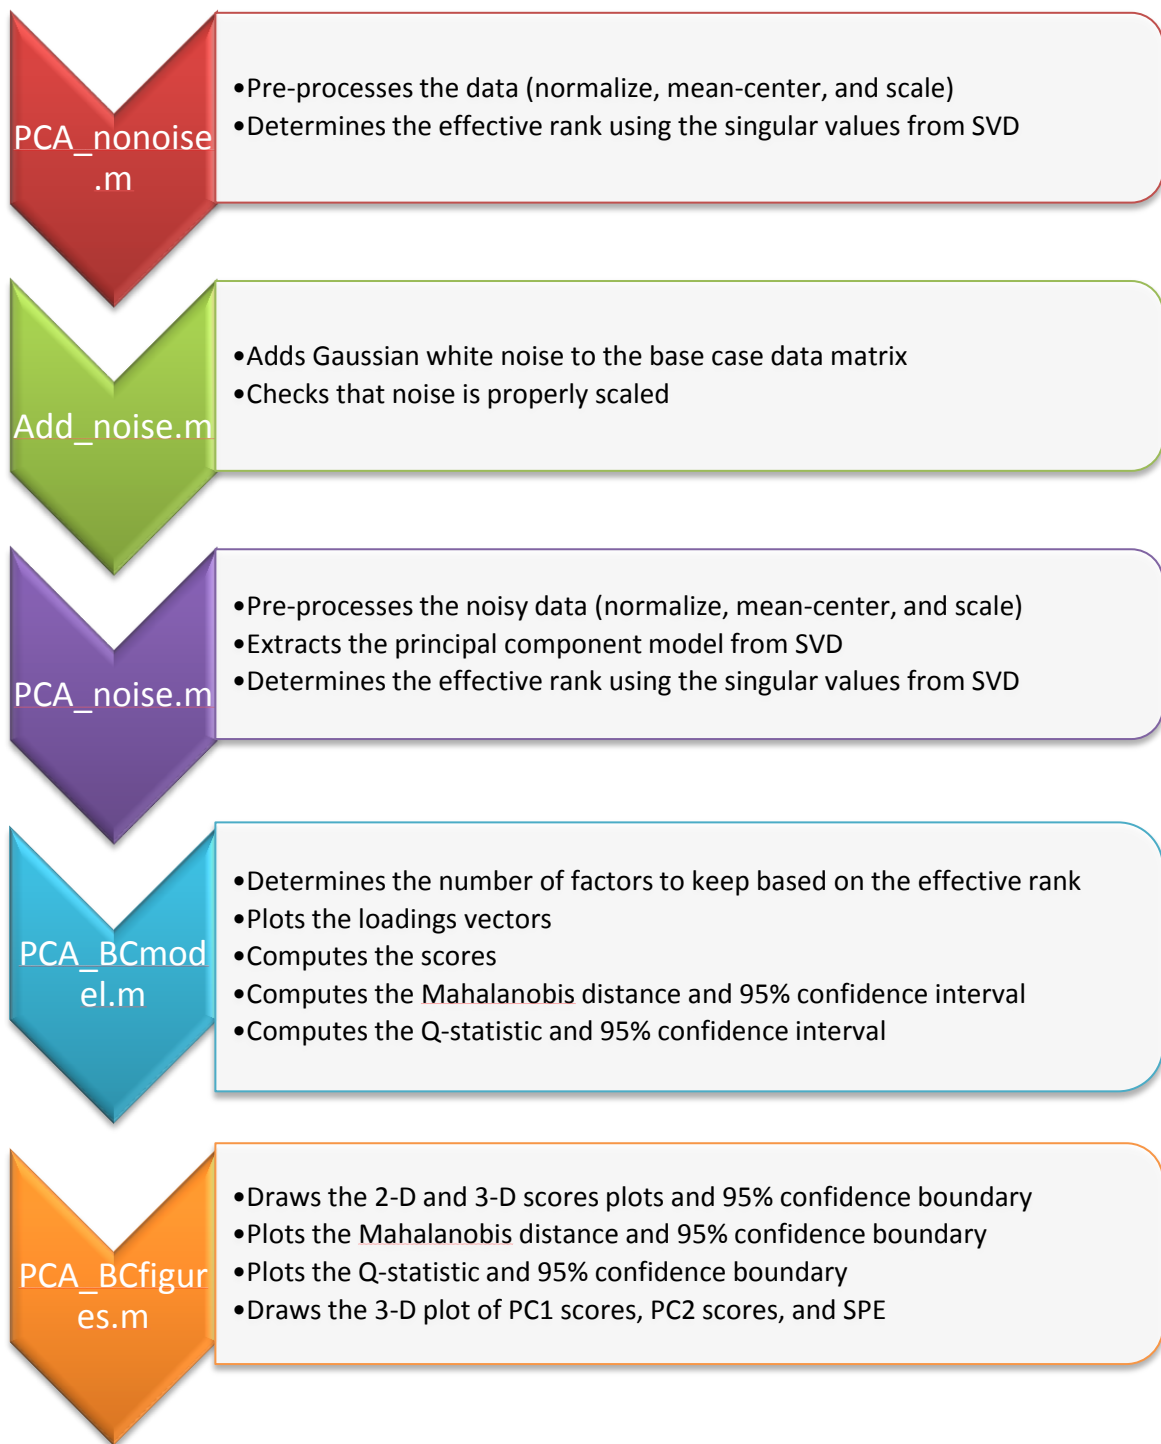 PCA_nonoise
.m
•Pre-processes the data (normalize, mean-center, and scale)
•Determines the effective rank using the singular values from SVD
Add_noise.m
•Adds Gaussian white noise to the base case data matrix
•Checks that noise is properly scaled
PCA_noise.m
•Pre-processes the noisy data (normalize, mean-center, and scale)
•Extracts the principal component model from SVD
•Determines the effective rank using the singular values from SVD
PCA_BCmod
el.m
•Determines the number of factors to keep based on the effective rank
•Plots the loadings vectors
•Computes the scores
•Computes the Mahalanobis distance and 95% confidence interval
•Computes the Q-statistic and 95% confidence interval
PCA_BCfigur
es.m
•Draws the 2-D and 3-D scores plots and 95% confidence boundary
•Plots the Mahalanobis distance and 95% confidence boundary
•Plots the Q-statistic and 95% confidence boundary
•Draws the 3-D plot of PC1 scores, PC2 scores, and SPE